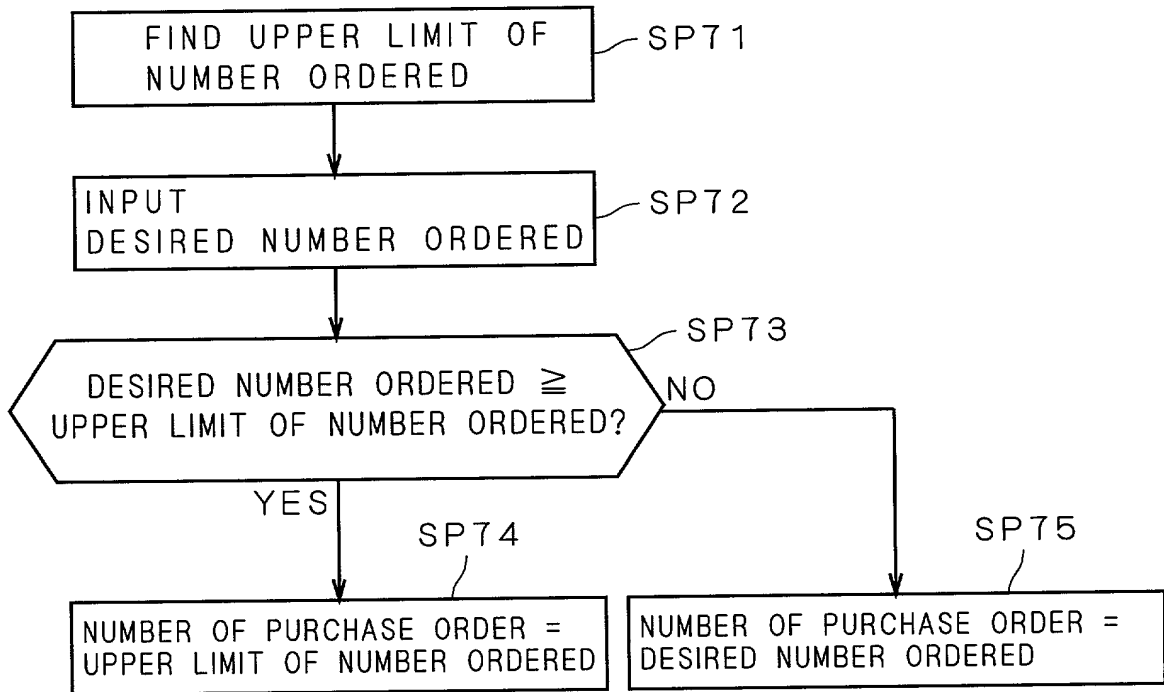 FIND UPPER LIMIT OF
NUMBER ORDERED
SP71
INPUT
DESIRED NUMBER ORDERED
SP72
SP73
DESIRED NUMBER ORDERED ≧
UPPER LIMIT OF NUMBER ORDERED?
NO
YES
SP74
NUMBER OF PURCHASE ORDER =
UPPER LIMIT OF NUMBER ORDERED
SP75
NUMBER OF PURCHASE ORDER =
DESIRED NUMBER ORDERED